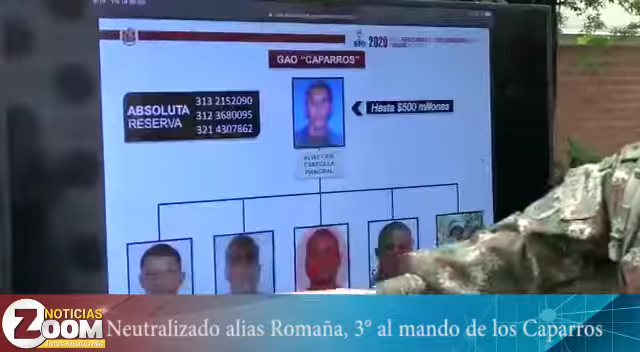 2020
GAO "CAPARROS"
ABSOLUTA
RESERVA
313 2152090
312 3680095
321 4307862
Hasta $500 millones
PRINCIPAL
NOTICIAS
ZOOM
Neutralizado alias Romaña, 3° al mando de los Caparros